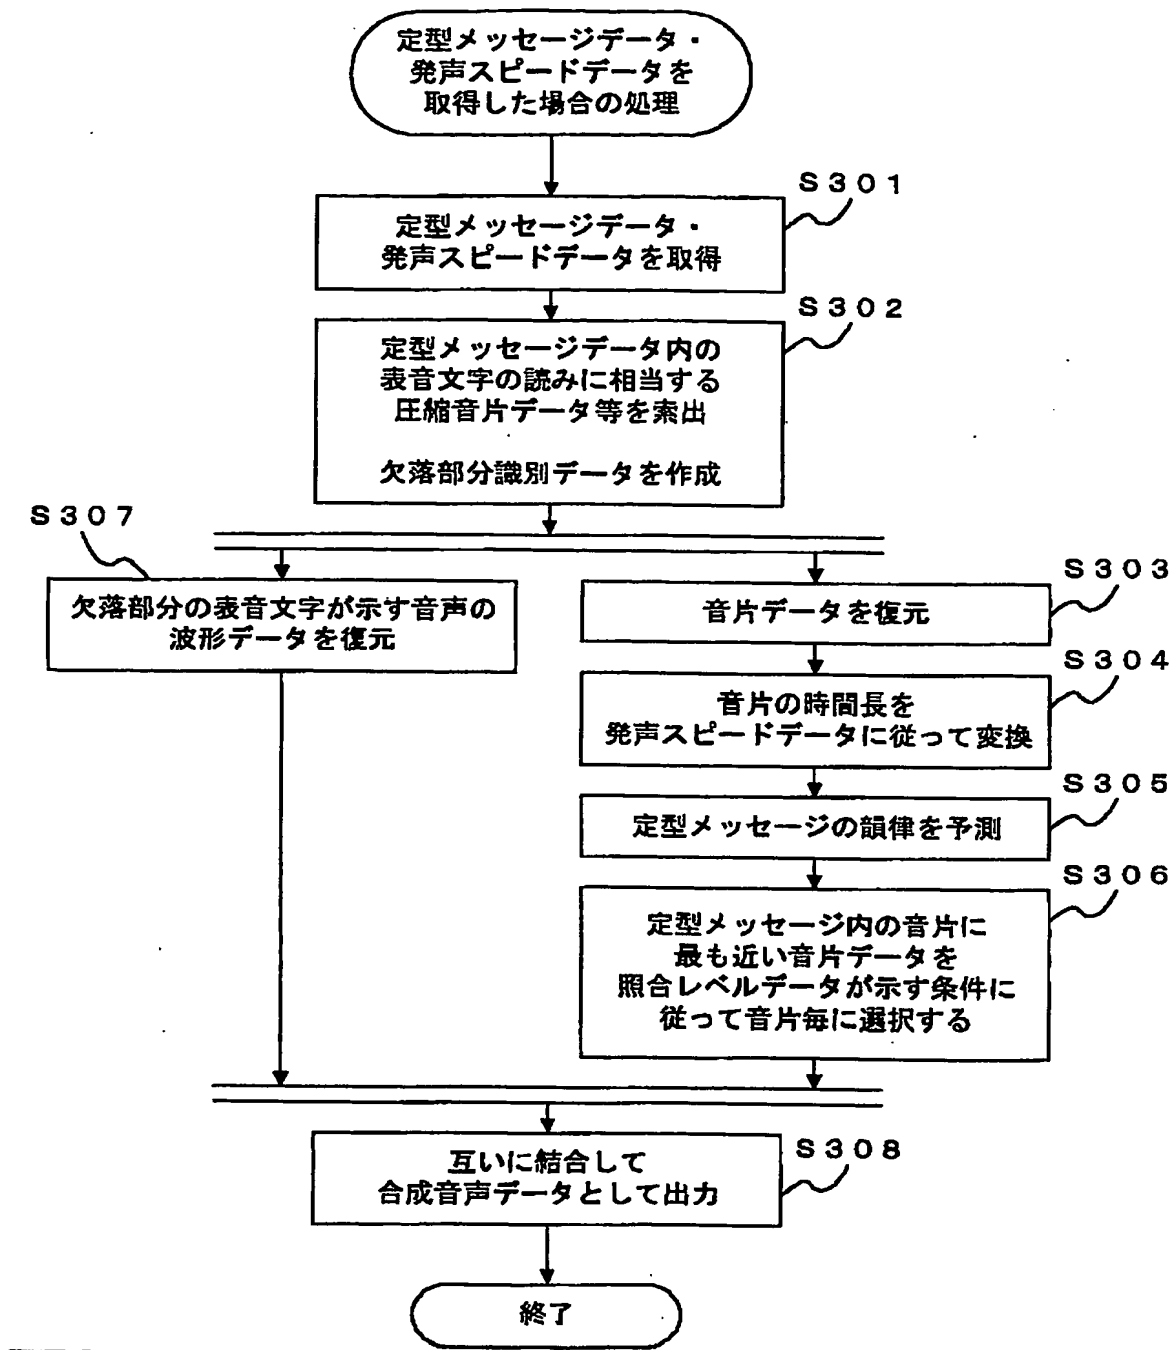 定型メッセージデータ・
発声スピードデータを
取得した場合の処理
S301
定型メッセージデータ・
発声スピードデータを取得
S302
定型メッセージデータ内の
表音文字の読みに相当する
圧縮音片データ等を索出
欠落部分識別データを作成
S307
欠落部分の表音文字が示す音声の
波形データを復元
S303
音片データを復元
S304
音片の時間長を
発声スピードデータに従って変換
S305
定型メッセージの韻律を予測
S306
定型メッセージ内の音片に
最も近い音片データを
照合レベルデータが示す条件に
従って音片毎に選択する
S308
互いに結合して
合成音声データとして出力
終了